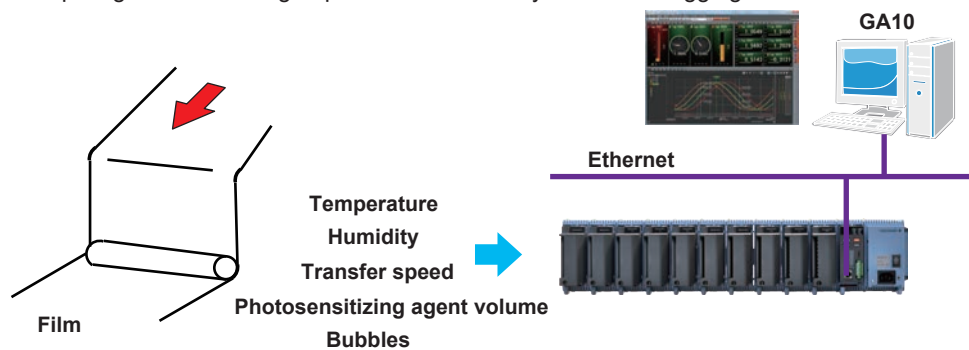 GA10
Ethernet
Temperature
Humidity
Transfer speed
Photosensitizing agent volume
Bubbles
Film